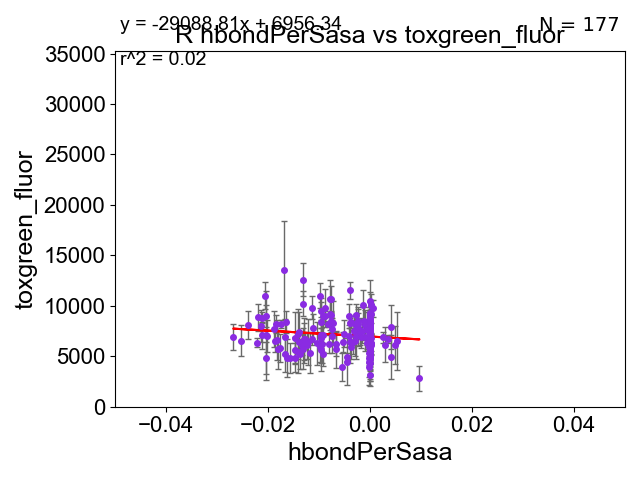 y = -29088.81x + 6956.34
N = 177
R hbondPerSasa vs toxgreen_fluor
r^2 = 0.02
toxgreen_fluor
35000
30000
25000
20000
15000
10000
5000
0
−0.04
−0.02
0.00
0.02
0.04
hbondPerSasa